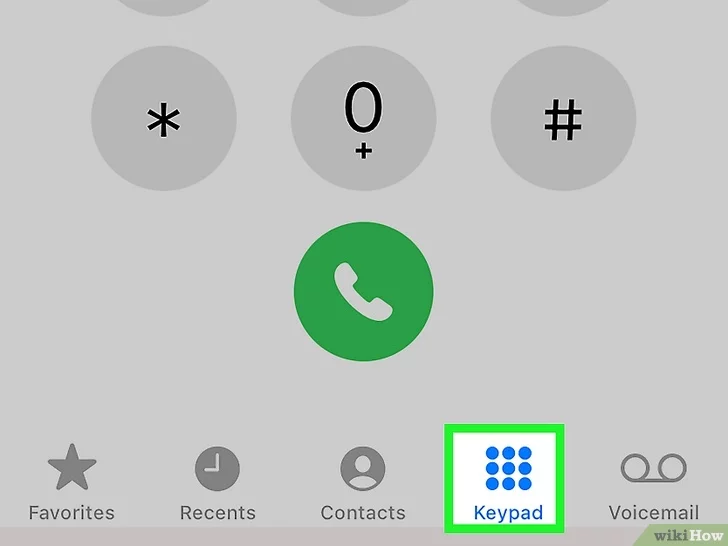 * 0 #
+
Favorites Recents Contacts Keypad Voicemail
wikiHow